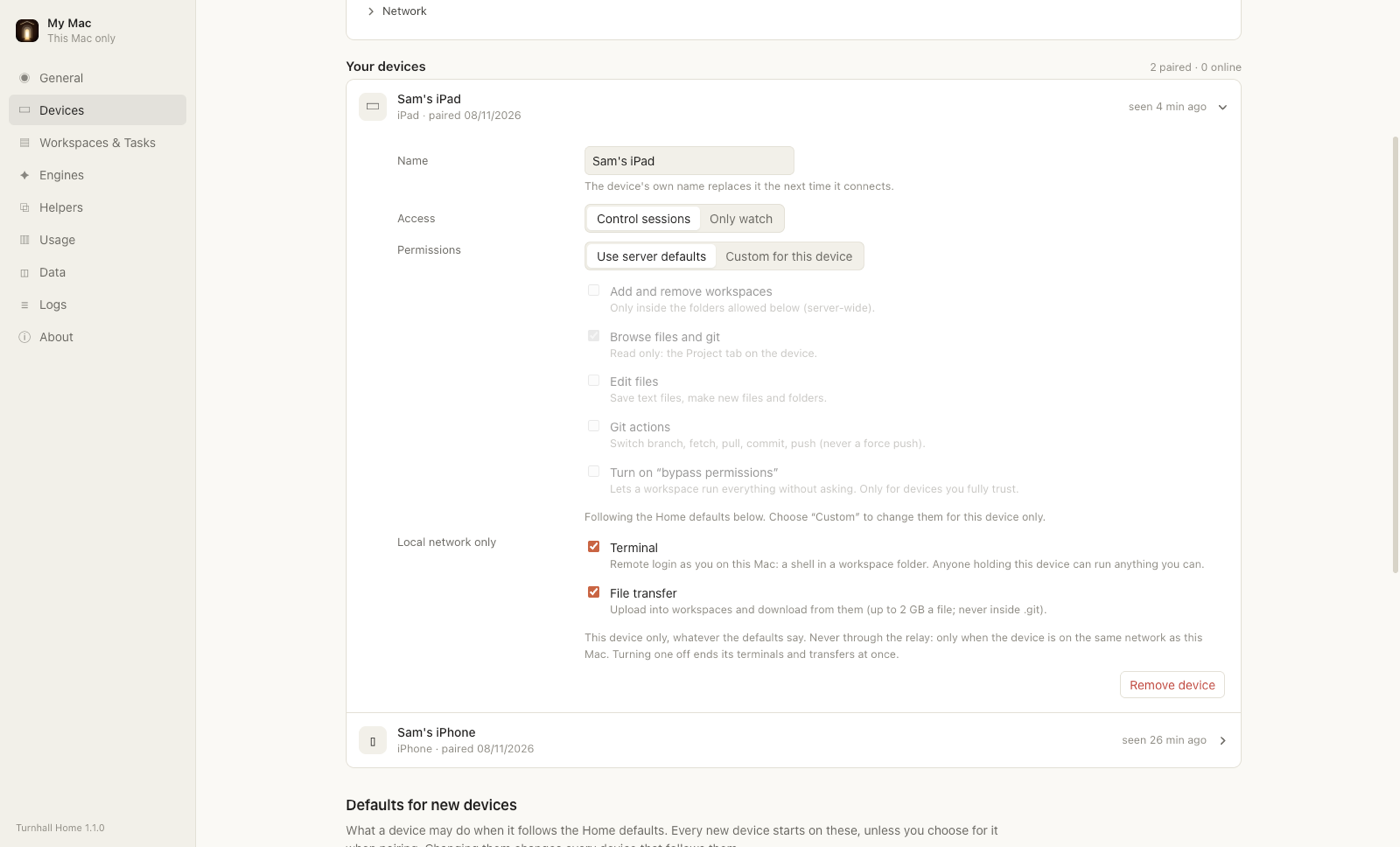 My Mac
This Mac only
General
Devices
Workspaces & Tasks
Engines
Helpers
Usage
Data
Logs
About
Turnhall Home 1.1.0
Network
Your devices
2 paired · 0 online
Sam's iPad
iPad · paired 08/11/2026
seen 4 min ago
Name
Sam's iPad
The device's own name replaces it the next time it connects.
Access
Control sessions
Only watch
Permissions
Use server defaults
Custom for this device
Add and remove workspaces
Only inside the folders allowed below (server-wide).
Browse files and git
Read only: the Project tab on the device.
Edit files
Save text files, make new files and folders.
Git actions
Switch branch, fetch, pull, commit, push (never a force push).
Turn on “bypass permissions”
Lets a workspace run everything without asking. Only for devices you fully trust.
Following the Home defaults below. Choose “Custom” to change them for this device only.
Local network only
Terminal
Remote login as you on this Mac: a shell in a workspace folder. Anyone holding this device can run anything you can.
File transfer
Upload into workspaces and download from them (up to 2 GB a file; never inside .git).
This device only, whatever the defaults say. Never through the relay: only when the device is on the same network as this
Mac. Turning one off ends its terminals and transfers at once.
Remove device
Sam's iPhone
iPhone · paired 08/11/2026
seen 26 min ago
Defaults for new devices
What a device may do when it follows the Home defaults. Every new device starts on these, unless you choose for it
when pairing. Changing them changes every device that follows them.